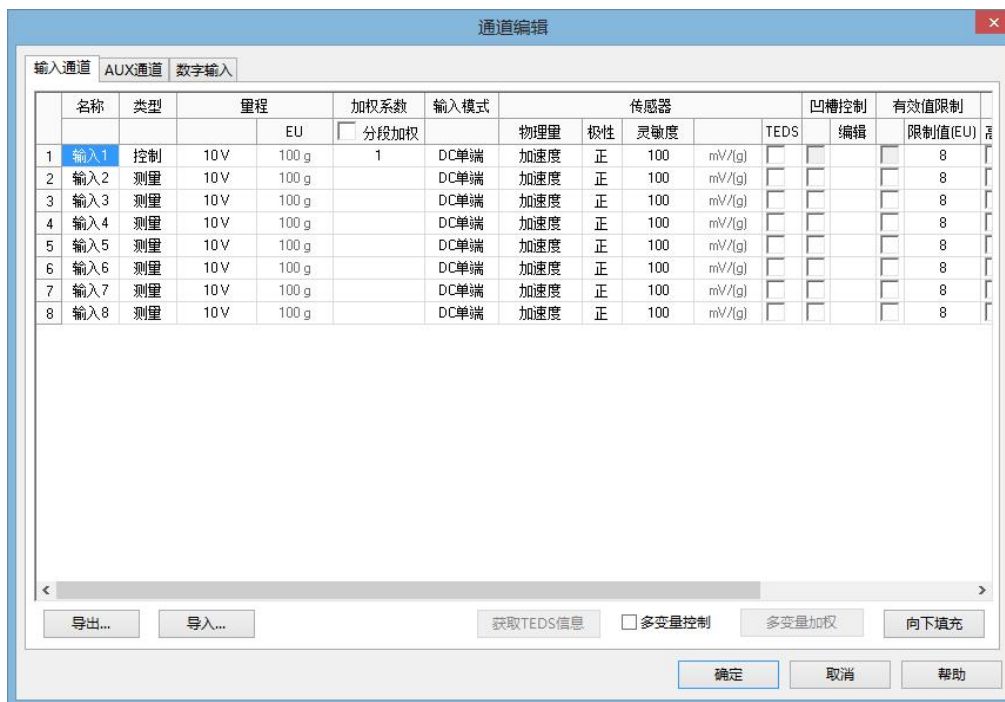 通道编辑
输入通道 AUX通道 数字输入
名称 类型 量程 加权系数 输入模式 传感器 凹槽控制 有效值限制
EU 分段加权 物理量 极性 灵敏度 TEDS 编辑 限制值(EU)
1 输入1 控制 10 V 100 g 1 DC单端 加速度 正 100 mV/(g) 8
2 输入2 测量 10 V 100 g DC单端 加速度 正 100 mV/(g) 8
3 输入3 测量 10 V 100 g DC单端 加速度 正 100 mV/(g) 8
4 输入4 测量 10 V 100 g DC单端 加速度 正 100 mV/(g) 8
5 输入5 测量 10 V 100 g DC单端 加速度 正 100 mV/(g) 8
6 输入6 测量 10 V 100 g DC单端 加速度 正 100 mV/(g) 8
7 输入7 测量 10 V 100 g DC单端 加速度 正 100 mV/(g) 8
8 输入8 测量 10 V 100 g DC单端 加速度 正 100 mV/(g) 8
导出... 导入... 获取TEDS信息 多变量控制 多变量加权 向下填充
确定 取消 帮助